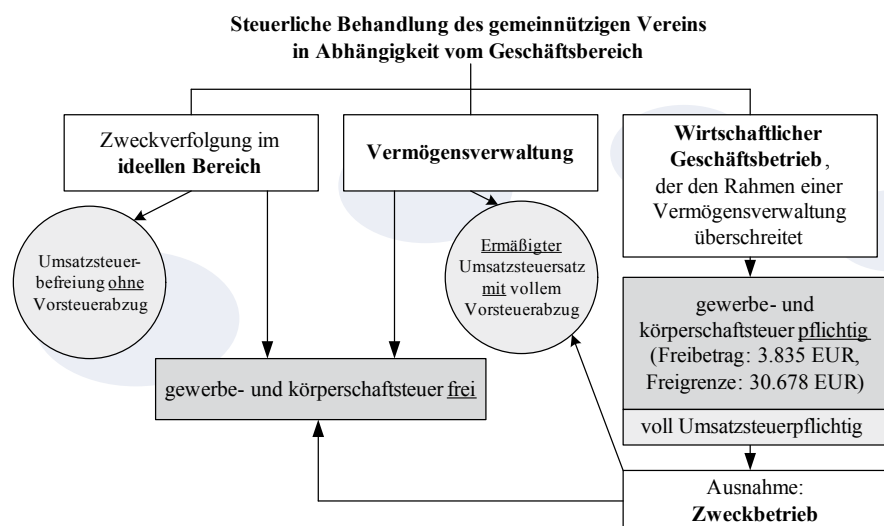 Steuerliche Behandlung des gemeinnützigen Vereins
in Abhängigkeit vom Geschäftsbereich
Zweckverfolgung im
ideellen Bereich
Vermögensverwaltung
Wirtschaftlicher
Geschäftsbetrieb,
der den Rahmen einer
Vermögensverwaltung
überschreitet
Umsatzsteuer-
befreiung ohne
Vorsteuerabzug
Ermäßigter
Umsatzsteuersatz
mit vollem
Vorsteuerabzug
gewerbe- und
körperschaftsteuer pflichtig
(Freibetrag: 3.835 EUR,
Freigrenze: 30.678 EUR)
gewerbe- und körperschaftsteuer frei
voll Umsatzsteuerpflichtig
Ausnahme:
Zweckbetrieb